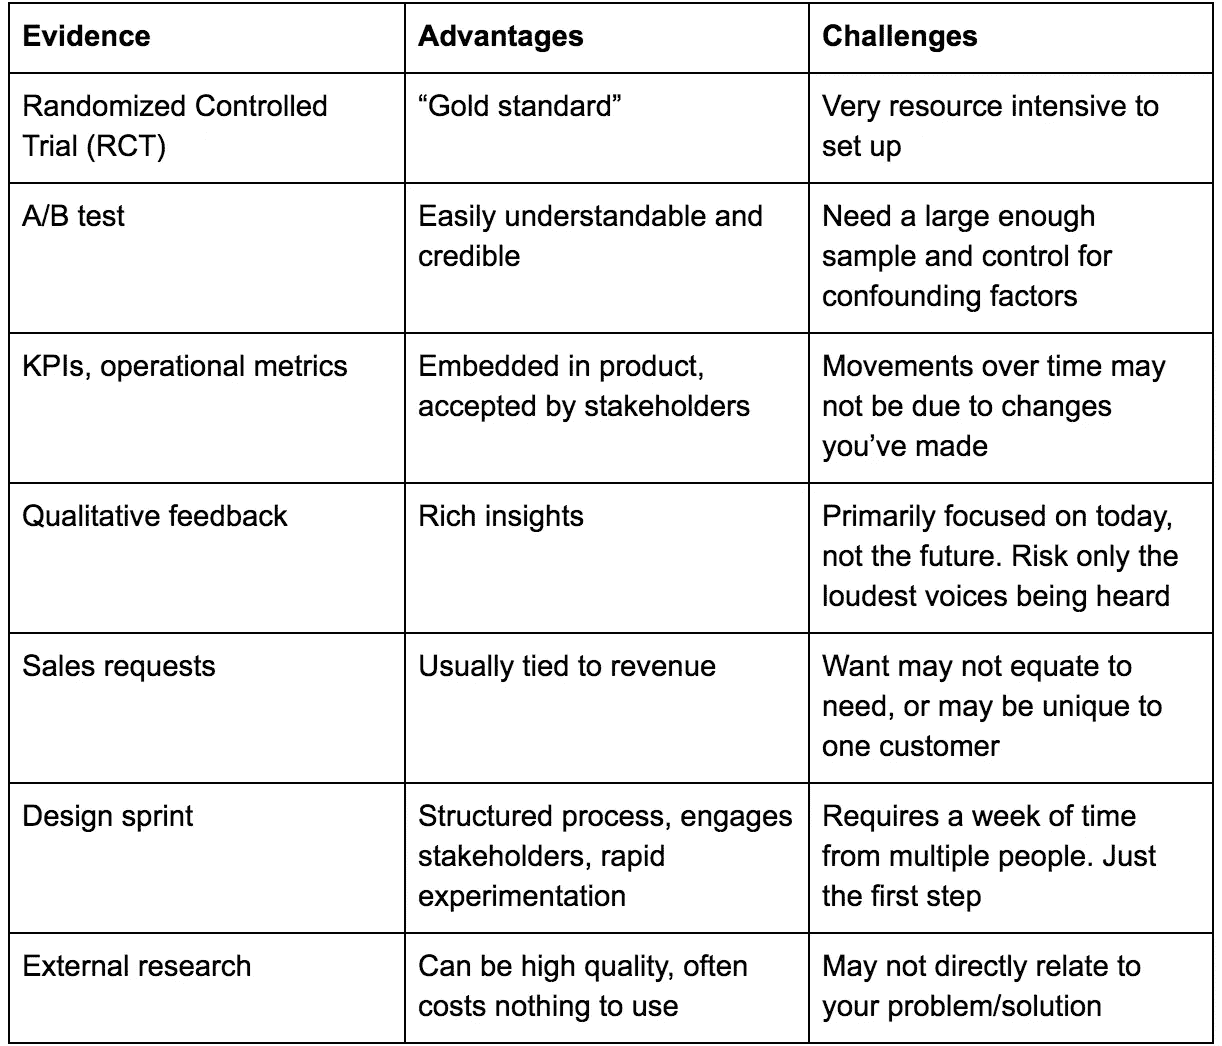 Evidence
Advantages
Challenges
Randomized Controlled
Trial (RCT)
“Gold standard”
Very resource intensive to
set up
A/B test
Easily understandable and
credible
Need a large enough
sample and control for
confounding factors
KPIs, operational metrics
Embedded in product,
accepted by stakeholders
Movements over time may
not be due to changes
you’ve made
Qualitative feedback
Rich insights
Primarily focused on today,
not the future. Risk only the
loudest voices being heard
Sales requests
Usually tied to revenue
Want may not equate to
need, or may be unique to
one customer
Design sprint
Structured process, engages
stakeholders, rapid
experimentation
Requires a week of time
from multiple people. Just
the first step
External research
Can be high quality, often
costs nothing to use
May not directly relate to
your problem/solution